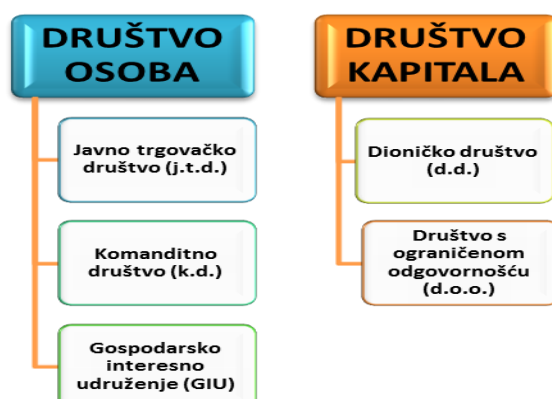 DRUŠTVO
OSOBA
Javno trgovačko
društvo (j.t.d.)
Komanditno
društvo (k.d.)
Gospodarsko
interesno
udruženje (GIU)
DRUŠTVO
KAPITALA
Dioničko društvo
(d.d.)
Društvo s
ograničenom
odgovornošću
(d.o.o.)